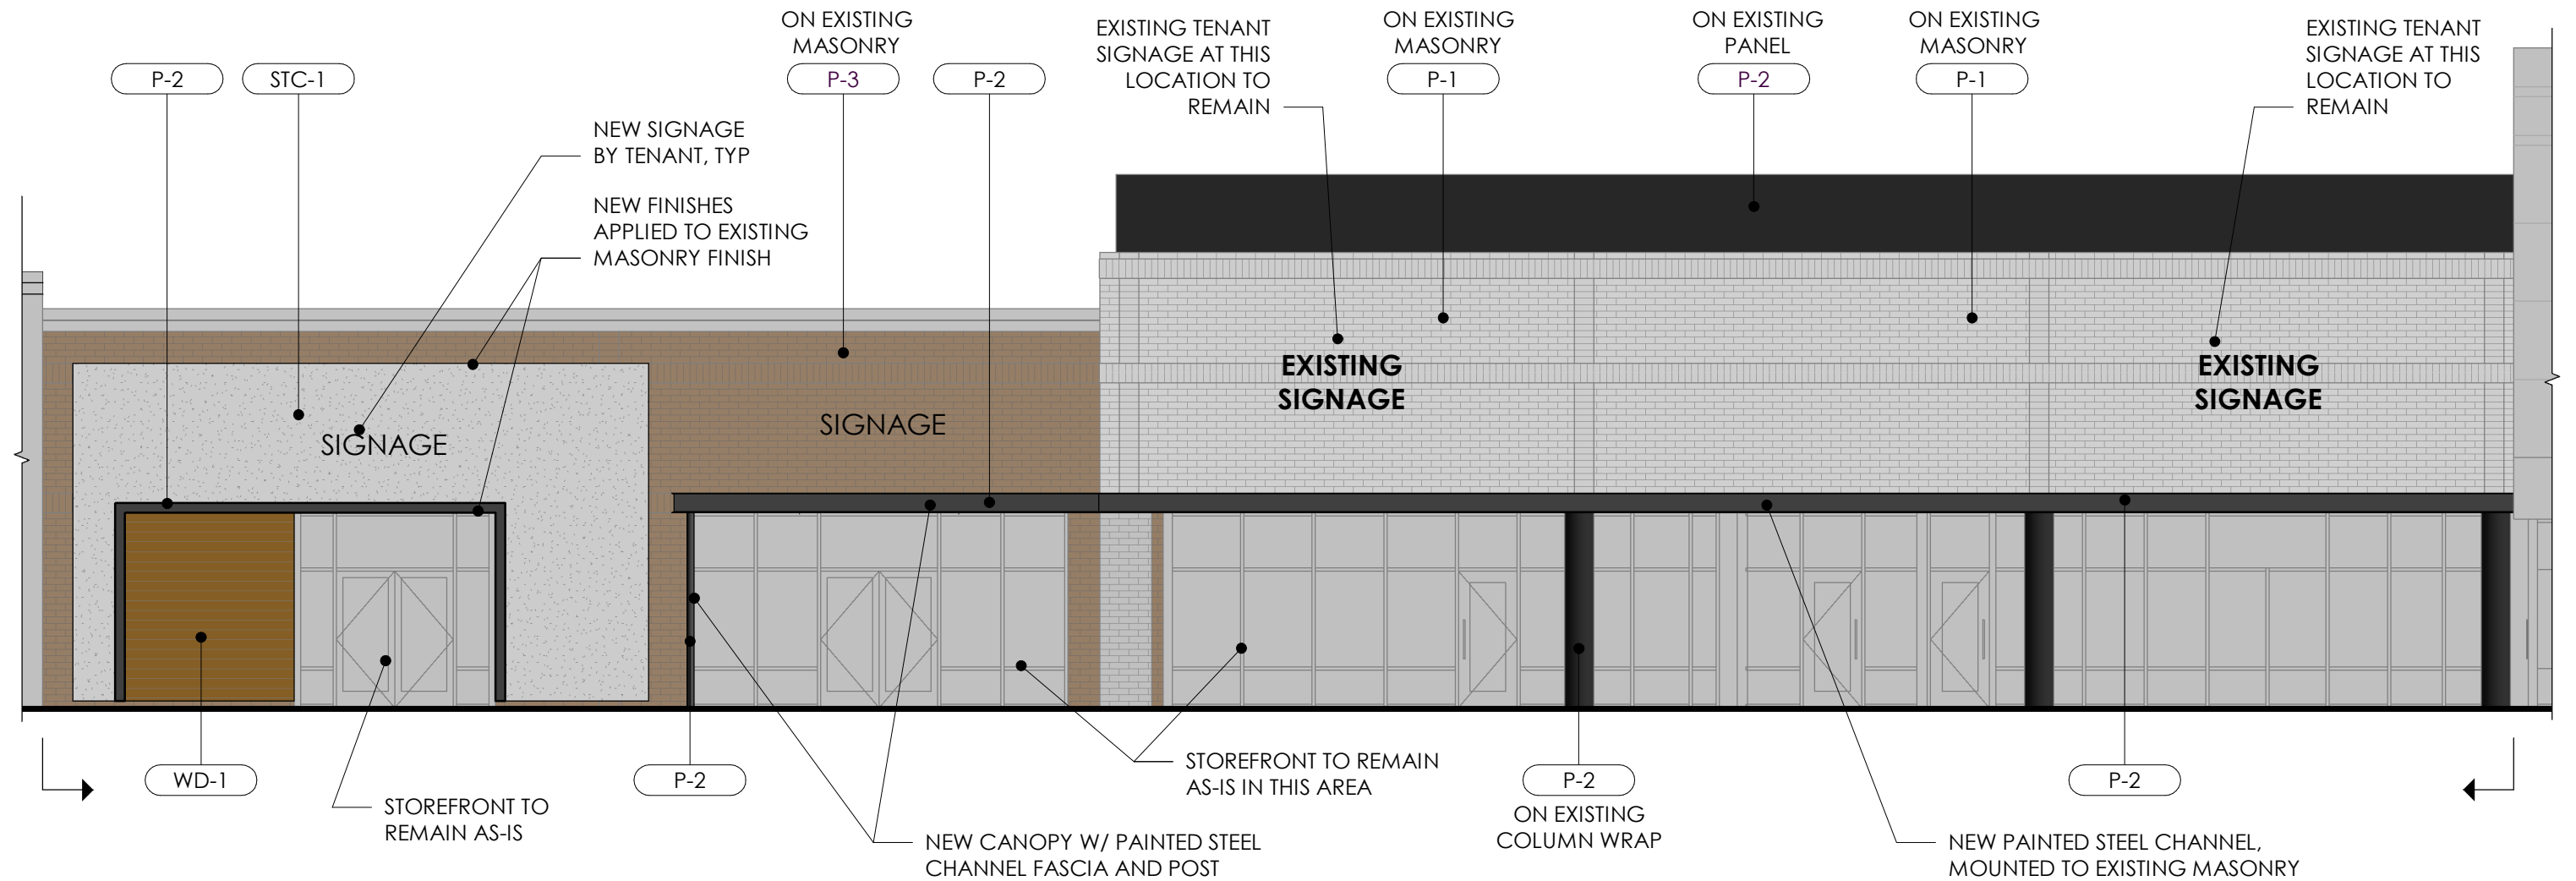 ON EXISTING
MASONRY
P-3
P-2
STC-1
P-2
EXISTING TENANT
SIGNAGE AT THIS
LOCATION TO
REMAIN
ON EXISTING
MASONRY
P-1
ON EXISTING
PANEL
P-2
ON EXISTING
MASONRY
P-1
EXISTING TENANT
SIGNAGE AT THIS
LOCATION TO
REMAIN
NEW SIGNAGE
BY TENANT, TYP
NEW FINISHES
APPLIED TO EXISTING
MASONRY FINISH
SIGNAGE
SIGNAGE
EXISTING
SIGNAGE
EXISTING
SIGNAGE
WD-1
STOREFRONT TO
REMAIN AS-IS
P-2
NEW CANOPY W/ PAINTED STEEL
CHANNEL FASCIA AND POST
STOREFRONT TO REMAIN
AS-IS IN THIS AREA
P-2
ON EXISTING
COLUMN WRAP
P-2
NEW PAINTED STEEL CHANNEL,
MOUNTED TO EXISTING MASONRY